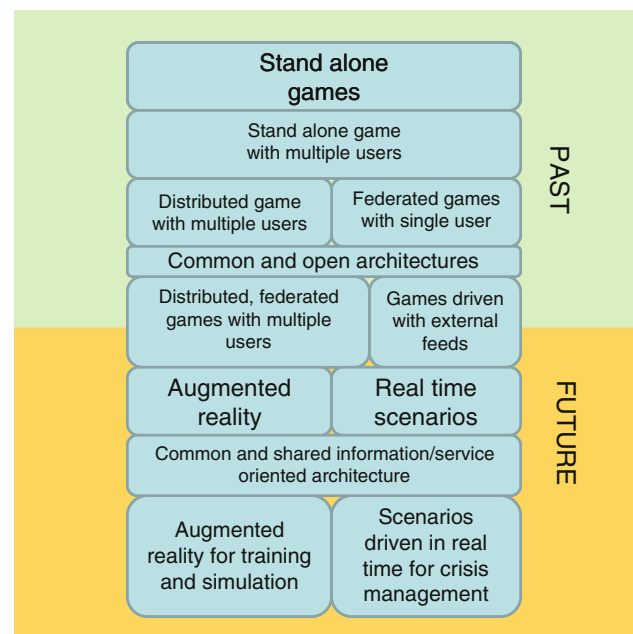 Stand alone
games
Stand alone game
with multiple users
Distributed game
with multiple users
Federated games
with single user
Common and open architectures
Distributed, federated
games with multiple
users
Games driven
with external
feeds
Augmented
reality
Real time
scenarios
Common and shared information/service
oriented architecture
Augmented
reality for training
and simulation
Scenarios
driven in real
time for crisis
management
PAST
FUTURE